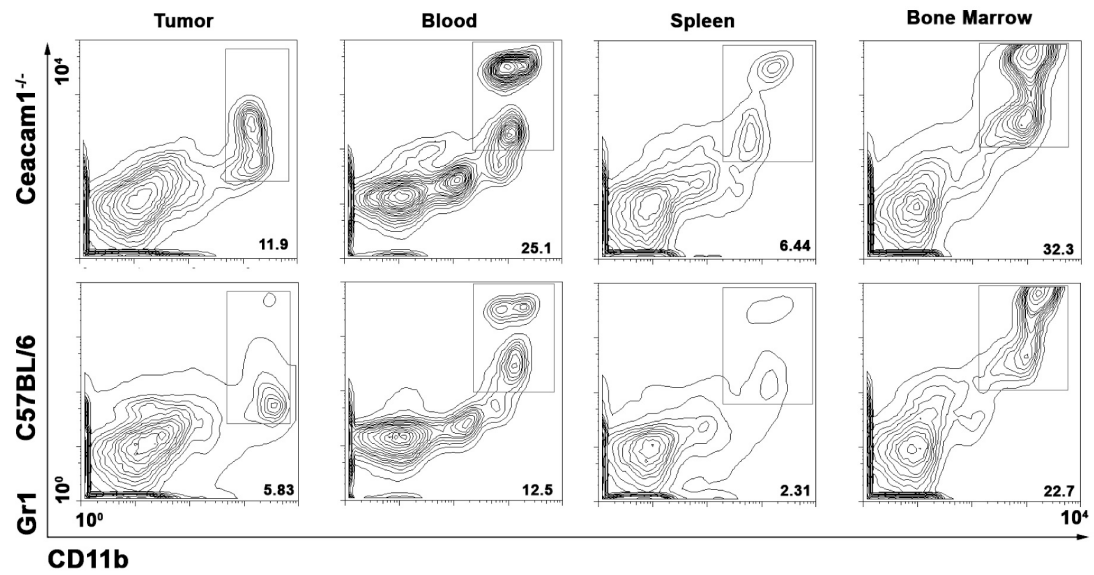 Tumor Blood Spleen Bone Marrow
Ceacam1-/-
10⁴
11.9 25.1 6.44 32.3
C57BL/6
5.83 12.5 2.31 22.7
Gr1
10⁰
10⁰ 10⁴
CD11b